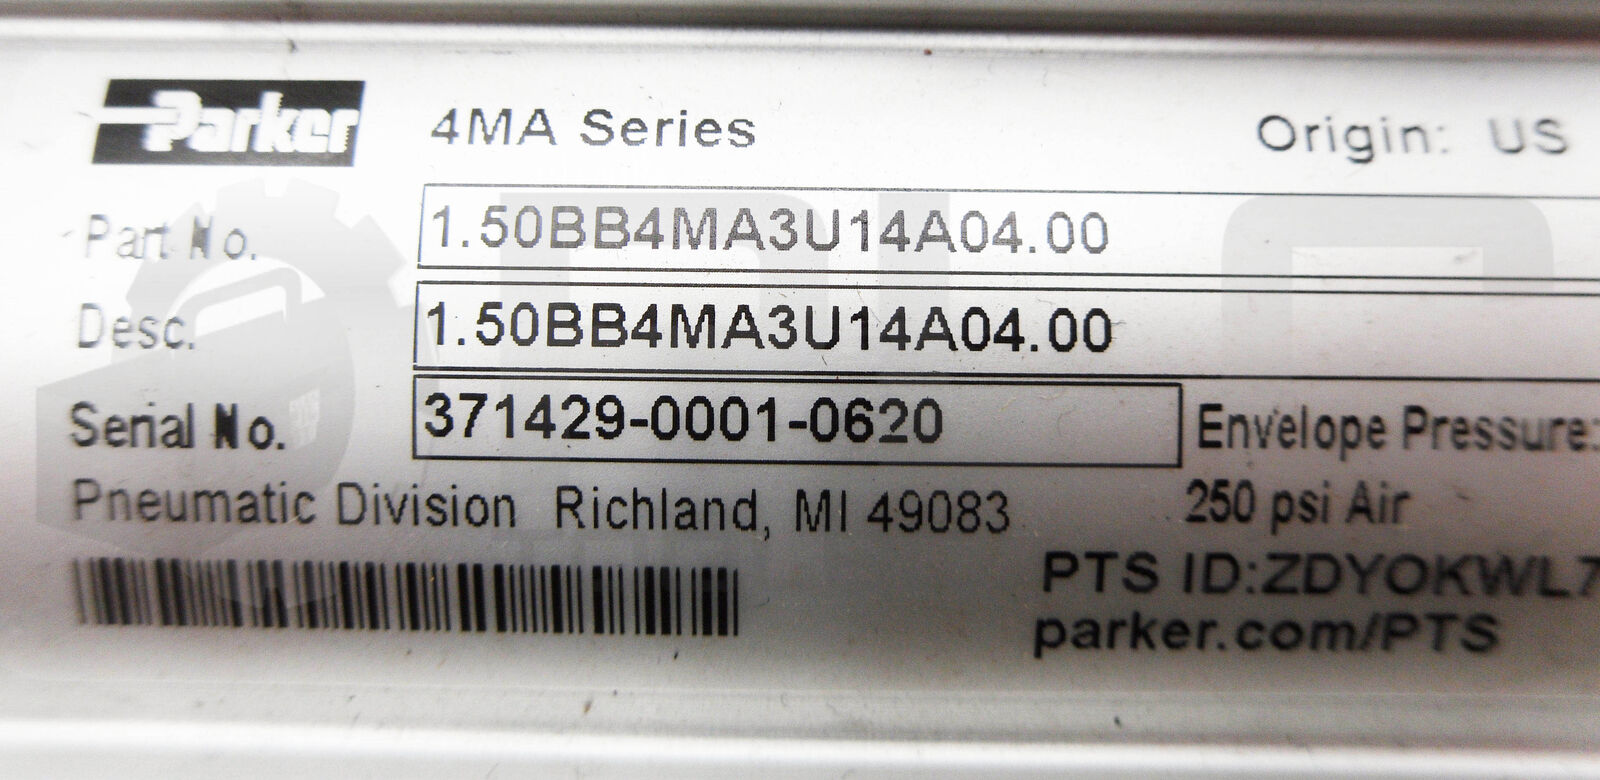 Parker 4MA Series Origin: US
Part No. 1.50BB4MA3U14A04.00
Desc. 1.50BB4MA3U14A04.00
Serial No. 371429-0001-0620 Envelope Pressure:
Pneumatic Division Richland, MI 49083 250 psi Air
PTS ID:ZDYOKWL7
parker.com/PTS